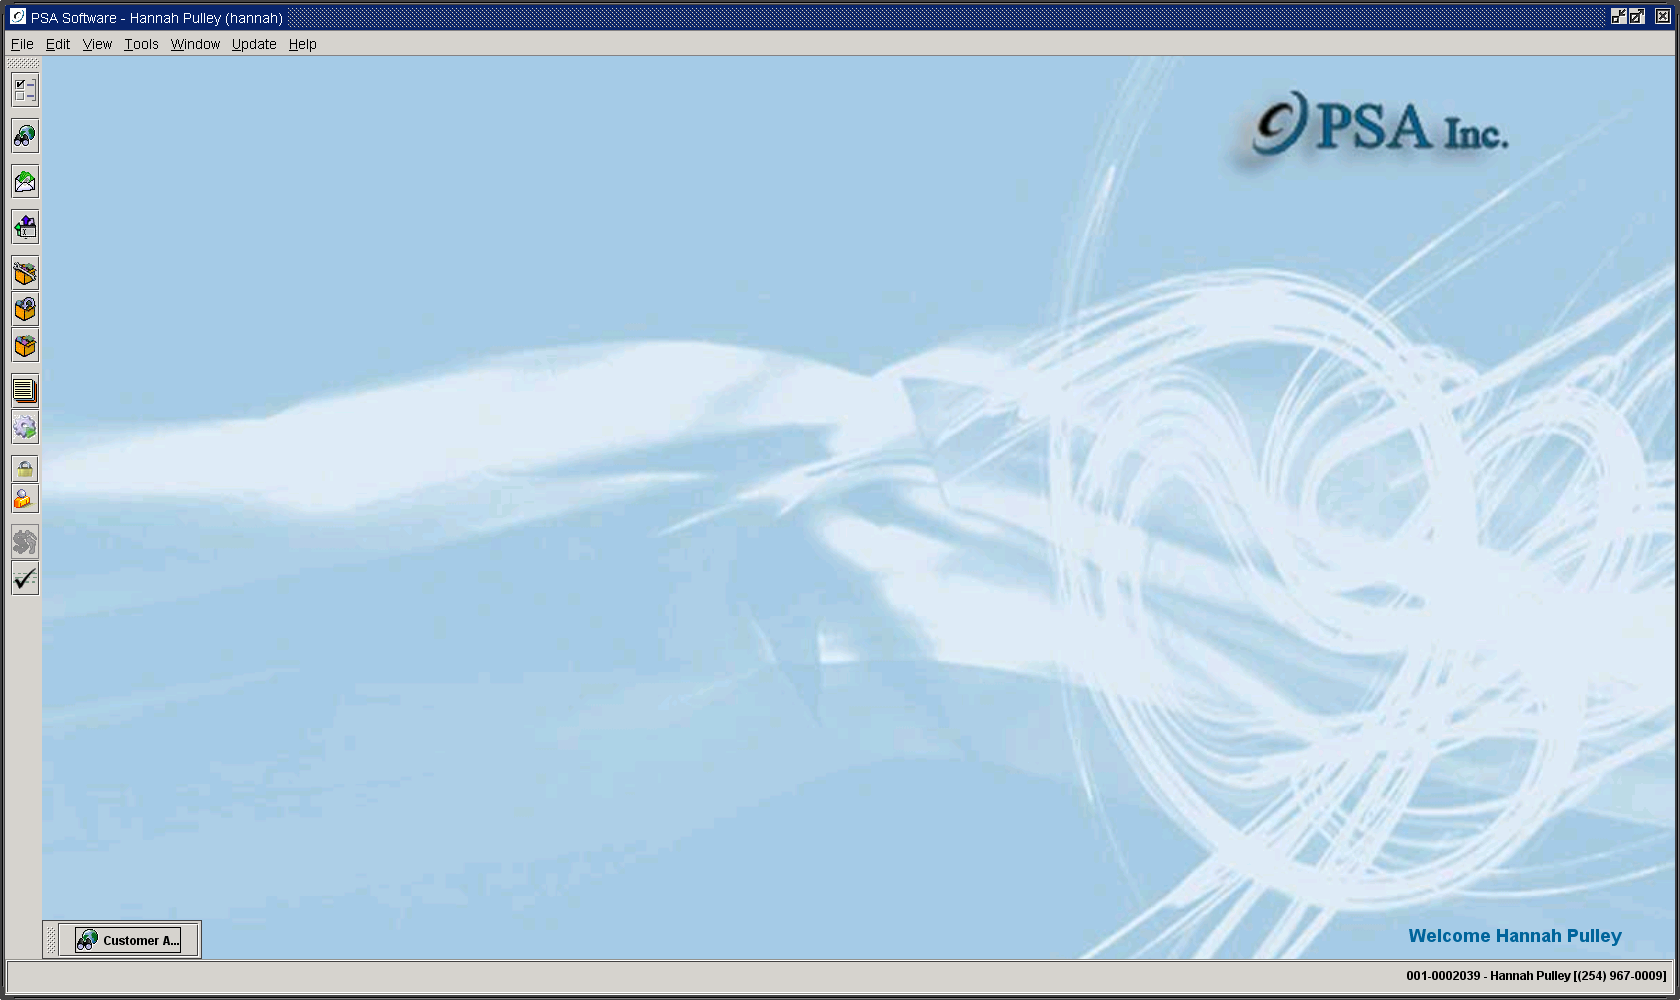 PSA Software - Hannah Pulley (hannah)
File Edit View Tools Window Update Help
PSA Inc.
Customer A...
Welcome Hannah Pulley
001-0002039 - Hannah Pulley [(254) 967-0009]